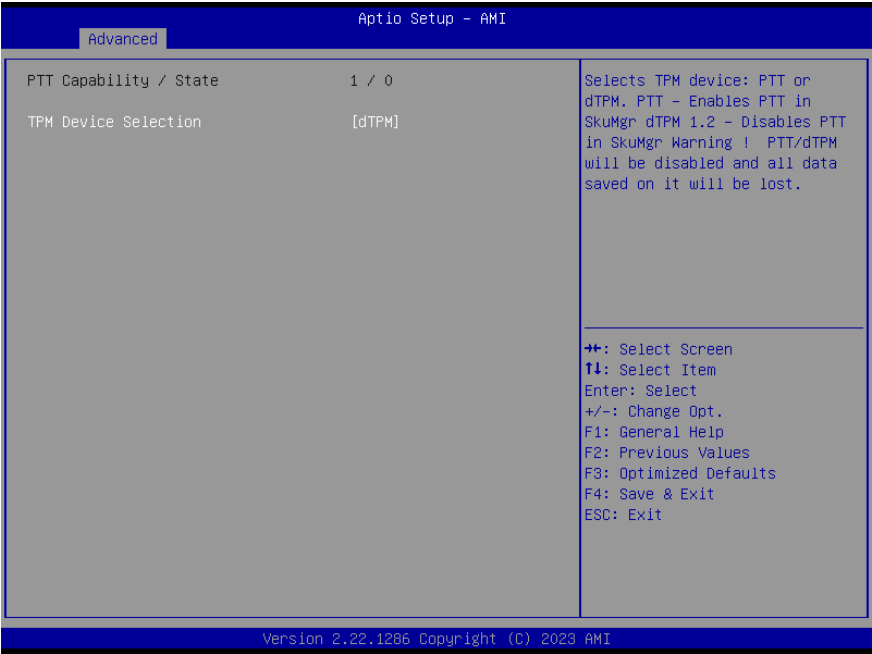 Aptio Setup – AMI
Advanced
PTT Capability / State 1 / 0
TPM Device Selection [dTPM]
Selects TPM device: PTT or
dTPM. PTT – Enables PTT in
SkuMgr dTPM 1.2 – Disables PTT
in SkuMgr Warning ! PTT/dTPM
will be disabled and all data
saved on it will be lost.
→←: Select Screen
↑↓: Select Item
Enter: Select
+/-: Change Opt.
F1: General Help
F2: Previous Values
F3: Optimized Defaults
F4: Save & Exit
ESC: Exit
Version 2.22.1286 Copyright (C) 2023 AMI